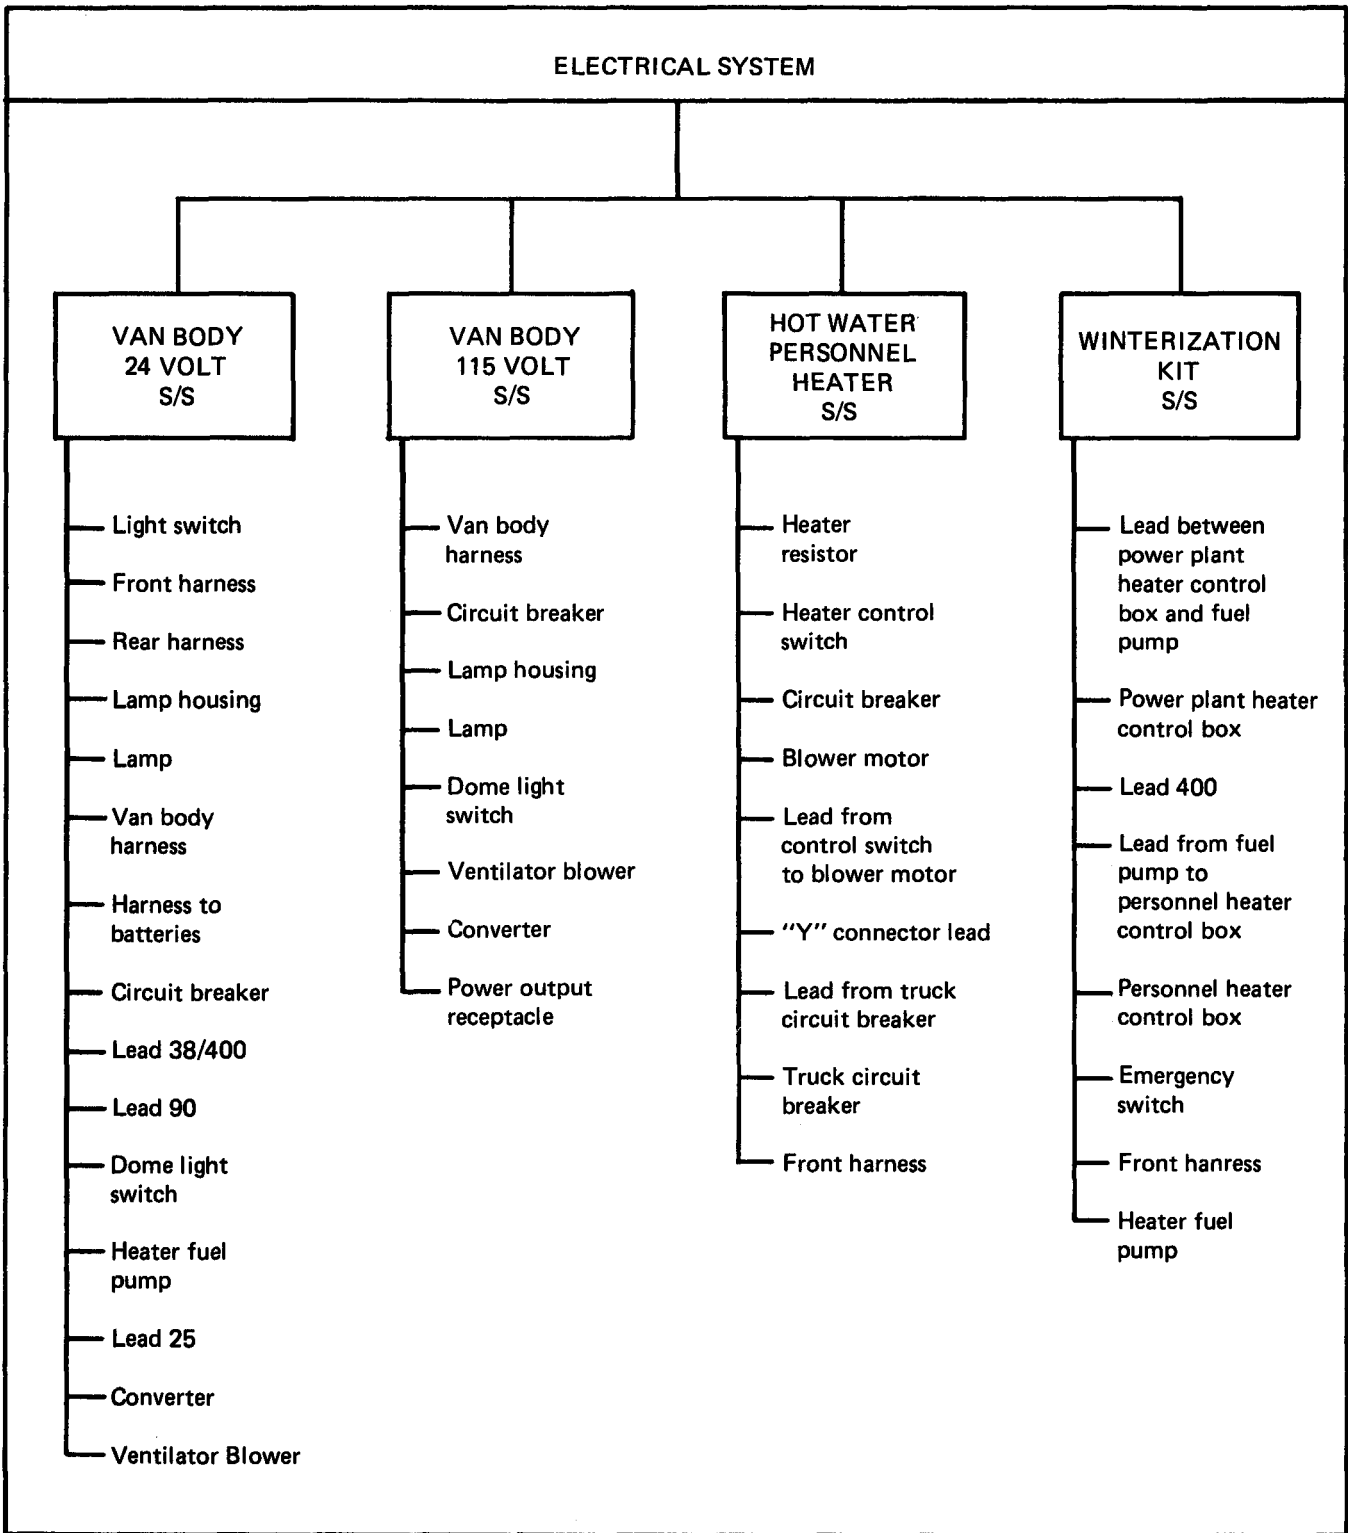 ELECTRICAL SYSTEM
VAN BODY
24 VOLT
S/S
Light switch
Front harness
Rear harness
Lamp housing
Lamp
Van body
harness
Harness to
batteries
Circuit breaker
Lead 38/400
Lead 90
Dome light
switch
Heater fuel
pump
Lead 25
Converter
Ventilator Blower
VAN BODY
115 VOLT
S/S
Van body
harness
Circuit breaker
Lamp housing
Lamp
Dome light
switch
Ventilator blower
Converter
Power output
receptacle
HOT WATER
PERSONNEL
HEATER
S/S
Heater
resistor
Heater control
switch
Circuit breaker
Blower motor
Lead from
control switch
to blower motor
"Y" connector lead
Lead from truck
circuit breaker
Truck circuit
breaker
Front harness
WINTERIZATION
KIT
S/S
Lead between
power plant
heater control
box and fuel
pump
Power plant heater
control box
Lead 400
Lead from fuel
pump to
personnel heater
control box
Personnel heater
control box
Emergency
switch
Front hanress
Heater fuel
pump